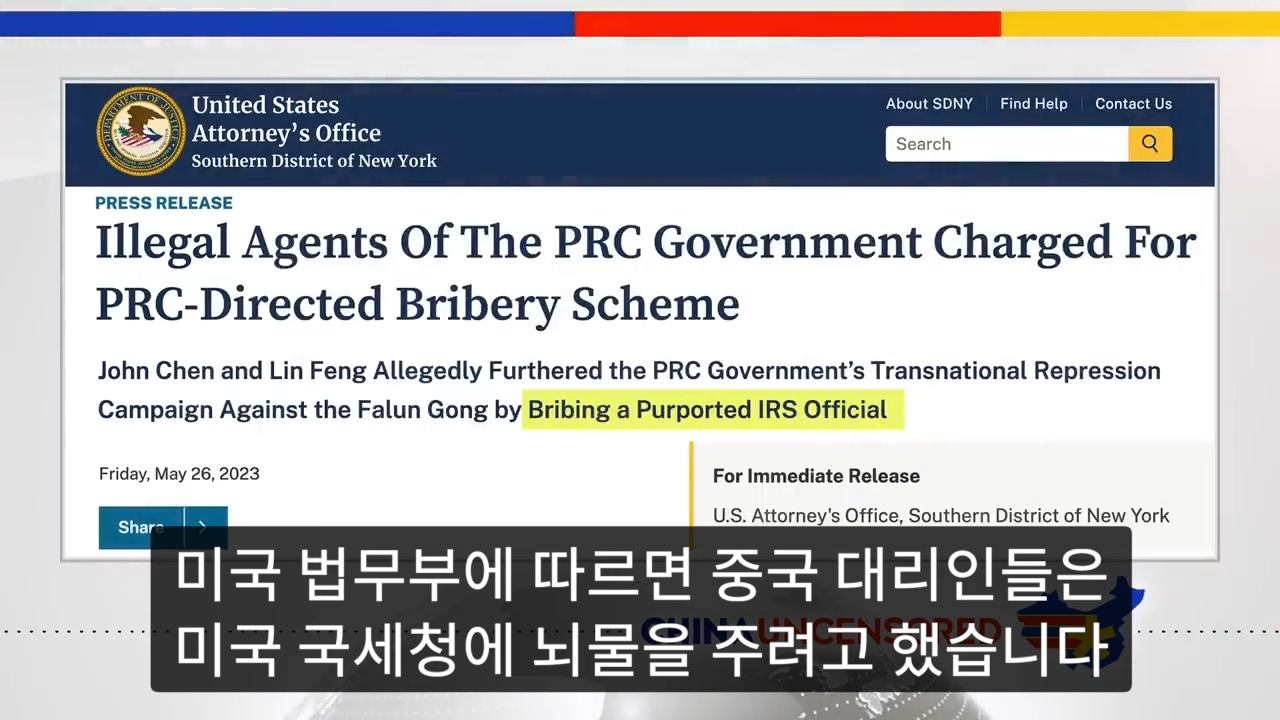 United States
Attorney's Office
Southern District of New York
About SDNY
Find Help
Contact Us
Search
PRESS RELEASE
Illegal Agents Of The PRC Government Charged For
PRC-Directed Bribery Scheme
John Chen and Lin Feng Allegedly Furthered the PRC Government's Transnational Repression
Campaign Against the Falun Gong by Bribing a Purported IRS Official
Friday, May 26, 2023
For Immediate Release
U.S. Attorney's Office, Southern District of New York
Share
미국 법무부에 따르면 중국 대리인들은
미국 국세청에 뇌물을 주려고 했습니다
CHINA UNCENSORED